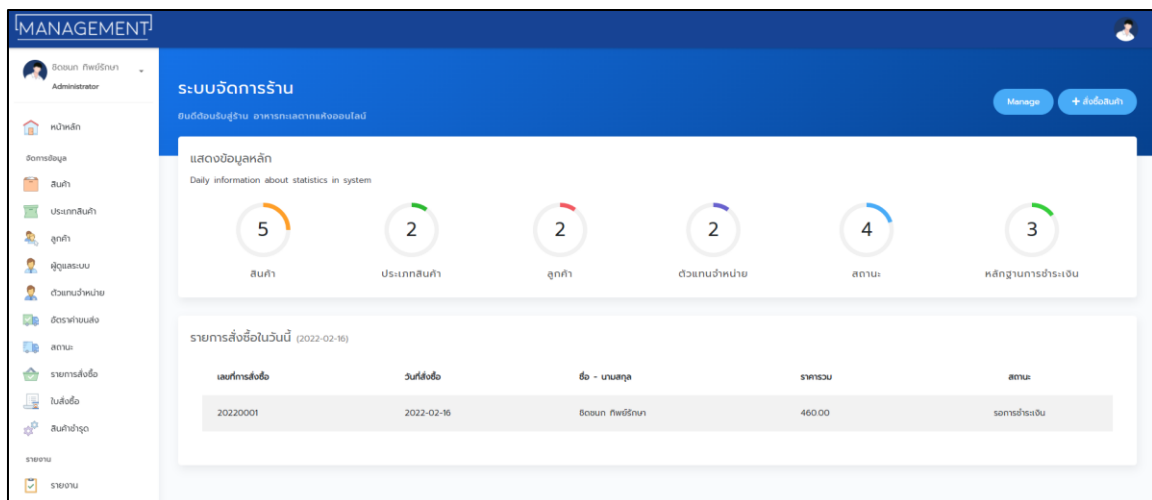 MANAGEMENT
ชิดชนก ทิพย์รักษา
Administrator
หน้าหลัก
จัดการข้อมูล
สินค้า
ประเภทสินค้า
ลูกค้า
ผู้ดูแลระบบ
ตัวแทนจำหน่าย
อัตราค่าขนส่ง
สถานะ
รายการสั่งซื้อ
ใบสั่งซื้อ
สินค้าชำรุด
รายงาน
รายงาน
ระบบจัดการร้าน
ยินดีต้อนรับสู่ร้าน อาหารทะเลตากแห้งออนไลน์
Manage
+ สั่งซื้อสินค้า
แสดงข้อมูลหลัก
Daily information about statistics in system
5 2 2 2 4 3
สินค้า ประเภทสินค้า ลูกค้า ตัวแทนจำหน่าย สถานะ หลักฐานการชำระเงิน
รายการสั่งซื้อในวันนี้ (2022-02-16)
เลขที่การสั่งซื้อ วันที่สั่งซื้อ ชื่อ - นามสกุล ราคารวม สถานะ
20220001 2022-02-16 ชิดชนก ทิพย์รักษา 460.00 รอการชำระเงิน